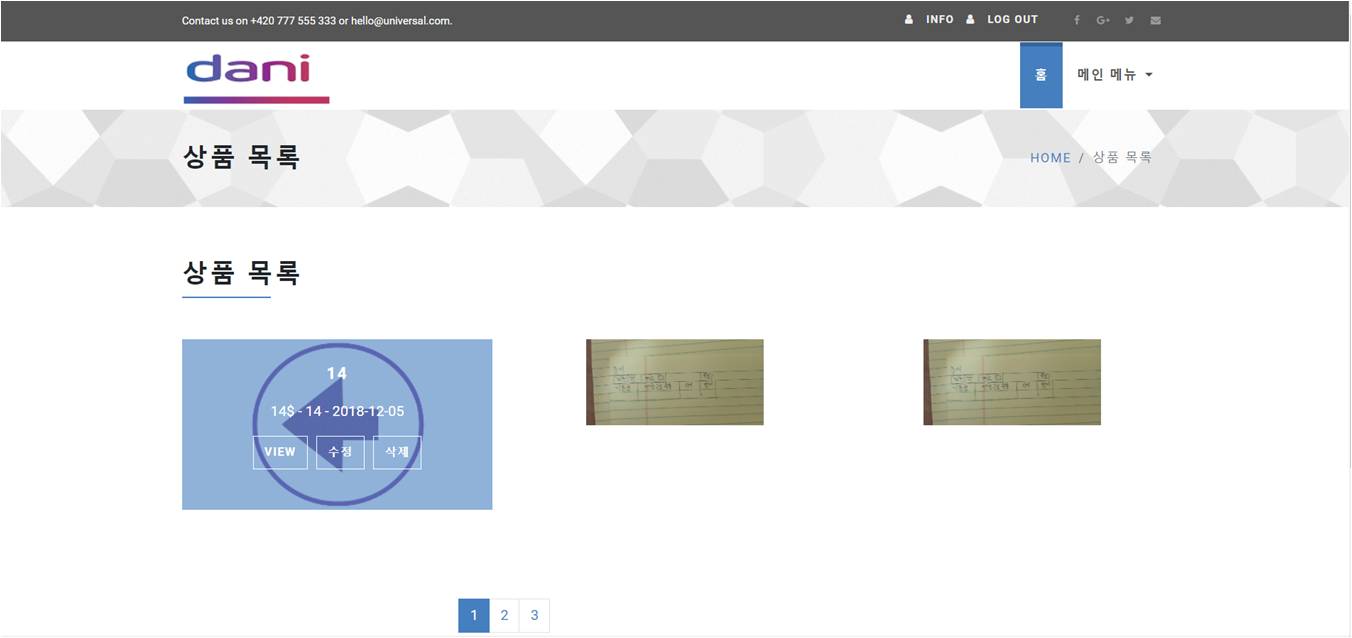 Contact us on +420 777 555 333 or hello@universal.com.
INFO LOG OUT
dani
홈 메인 메뉴
상품 목록
HOME / 상품 목록
상품 목록
14
14$ - 14 - 2018-12-05
VIEW 수정 삭제
1 2 3